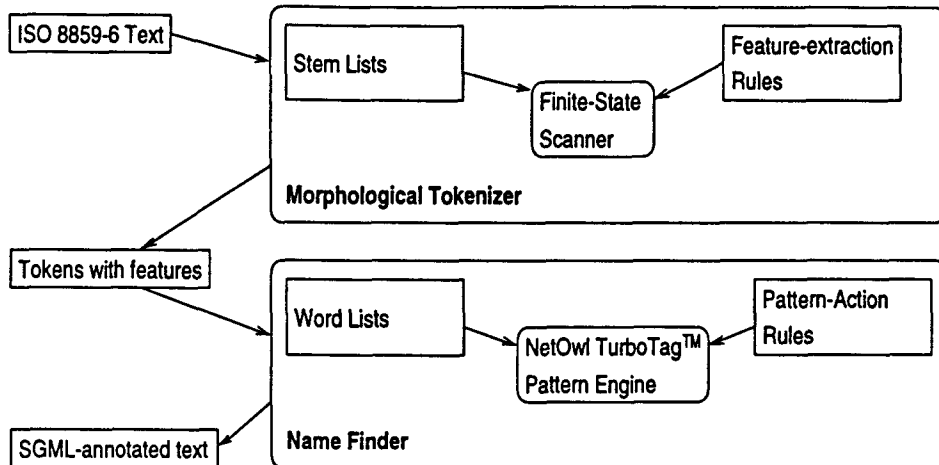 ISO 8859-6 Text
Stem Lists
Feature-extraction
Rules
Finite-State
Scanner
Morphological Tokenizer
Tokens with features
Word Lists
Pattern-Action
Rules
NetOwl TurboTag™
Pattern Engine
Name Finder
SGML-annotated text